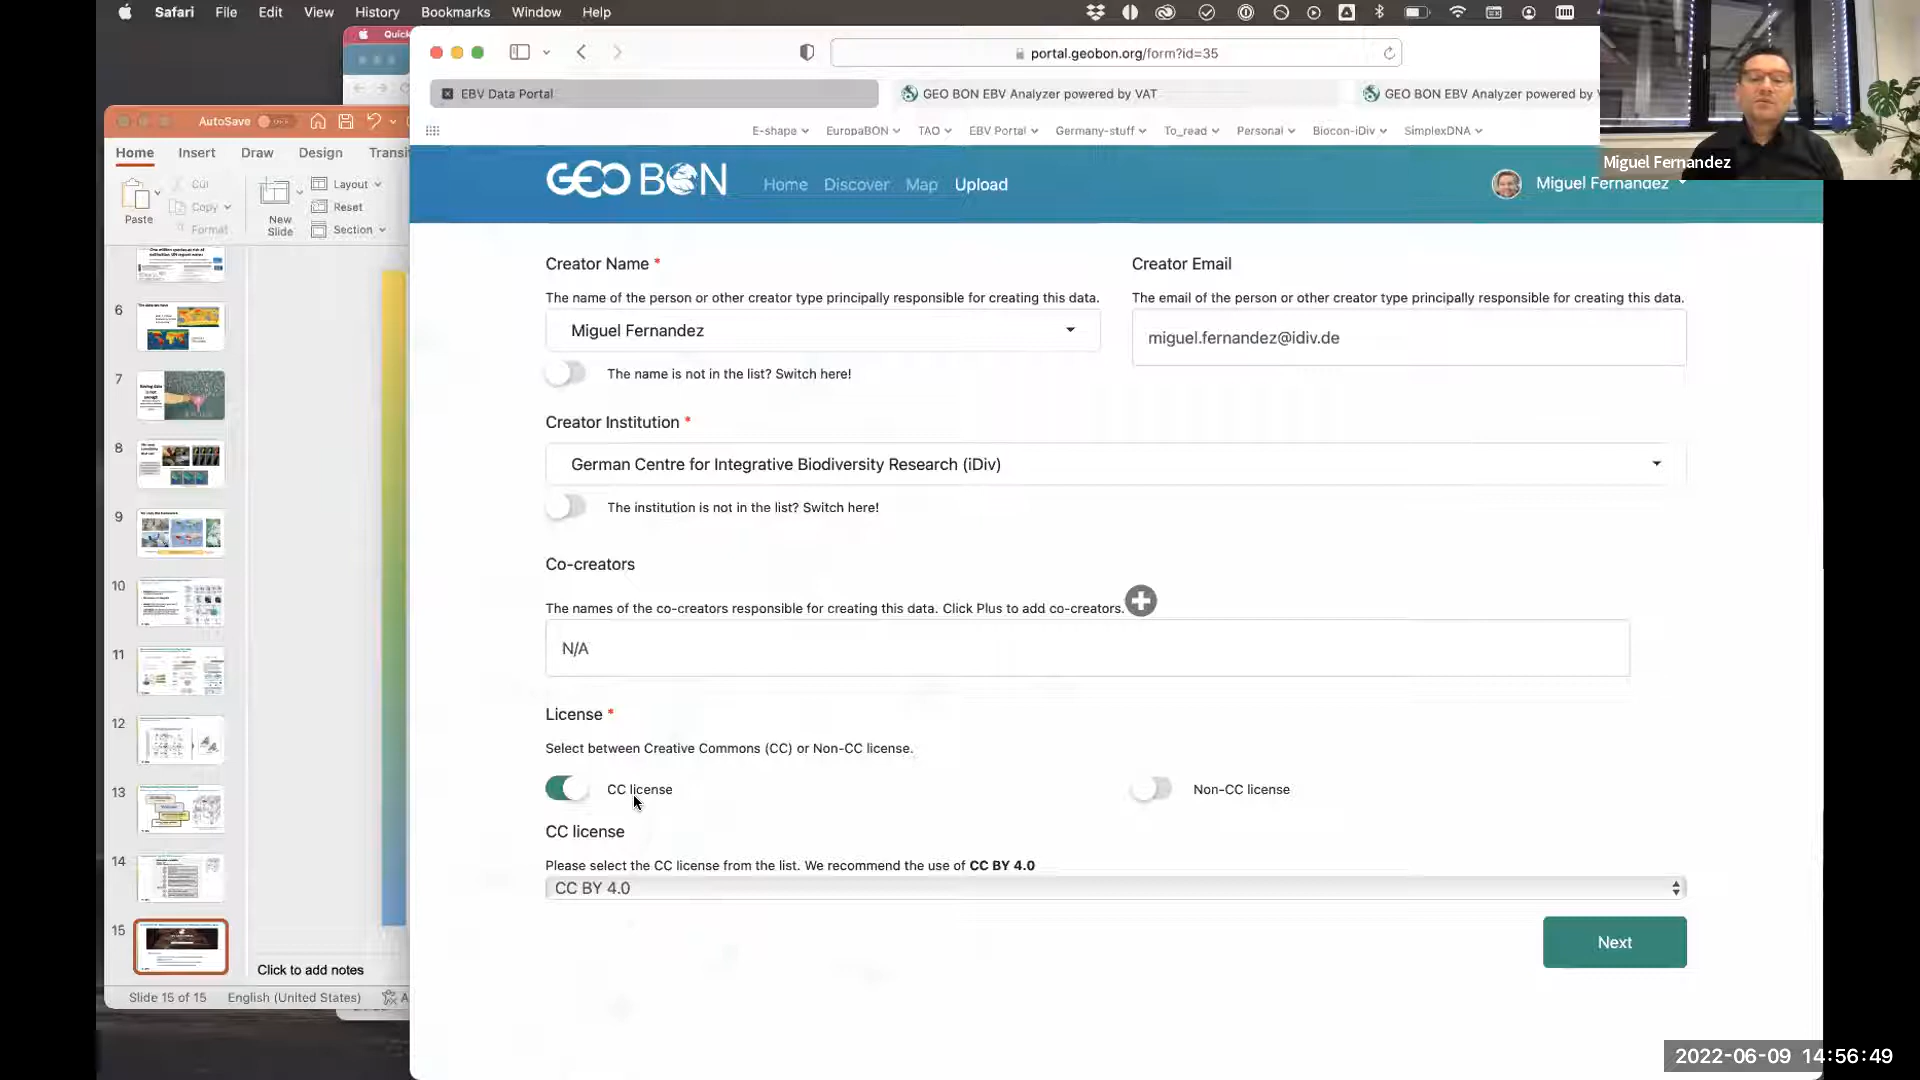 Safari File Edit View History Bookmarks Window Help
Quick
portal.geobon.org/form?id=35
EBV Data Portal
GEO BON EBV Analyzer powered by VAT
GEO BON EBV Analyzer powered by
E-shape EuropaBON TAO EBV Portal Germany-stuff To_read Personal Biocon-iDiv SimplexDNA
Miguel Fernandez
AutoSave
Home Insert Draw Design Transit
Paste
Cut
Copy
Format
New
Slide
Layout
Reset
Section
6
7
8
9
10
11
12
13
14
15
Click to add notes
Slide 15 of 15 English (United States)
GEO BON
Home Discover Map Upload
Miguel Fernandez
Creator Name *
The name of the person or other creator type principally responsible for creating this data.
Miguel Fernandez
The name is not in the list? Switch here!
Creator Email
The email of the person or other creator type principally responsible for creating this data.
miguel.fernandez@idiv.de
Creator Institution *
German Centre for Integrative Biodiversity Research (iDiv)
The institution is not in the list? Switch here!
Co-creators
The names of the co-creators responsible for creating this data. Click Plus to add co-creators.
N/A
License *
Select between Creative Commons (CC) or Non-CC license.
CC license
Non-CC license
CC license
Please select the CC license from the list. We recommend the use of CC BY 4.0
CC BY 4.0
Next
2022-06-09 14:56:49